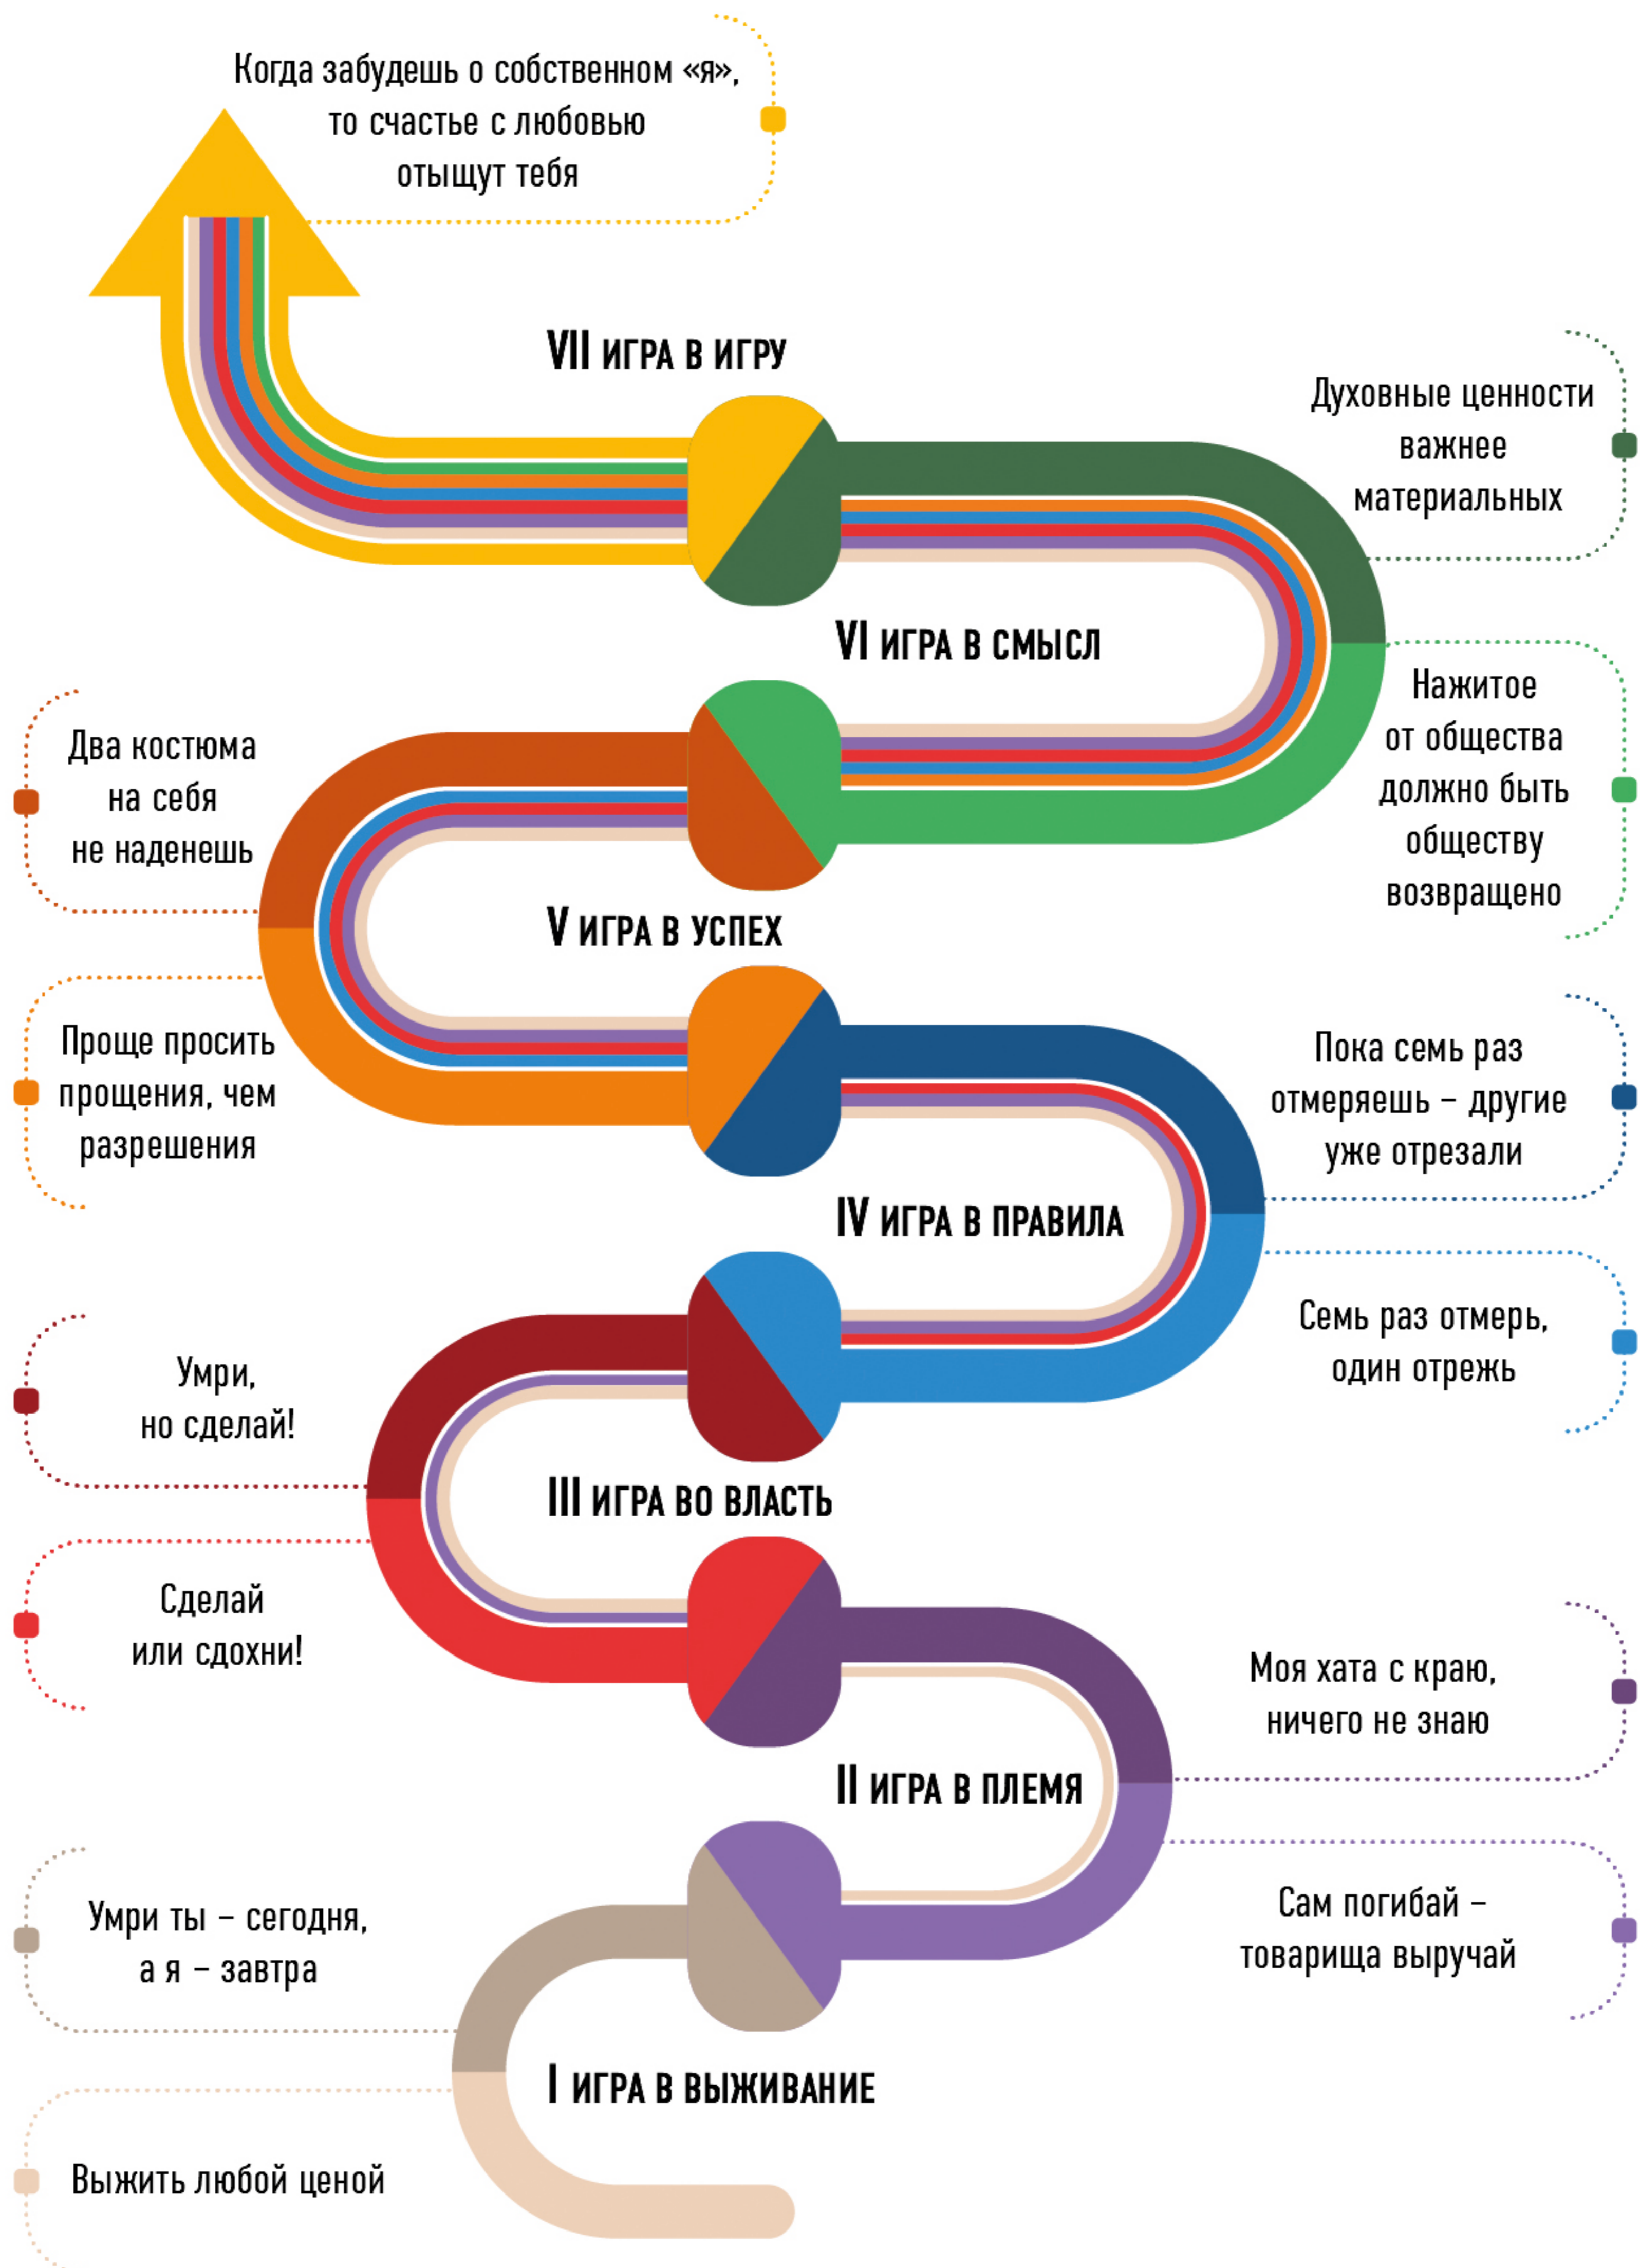 Когда забудешь о собственном «я»,
то счастье с любовью
отыщут тебя
VII ИГРА В ИГРУ
Духовные ценности
важнее
материальных
VI ИГРА В СМЫСЛ
Нажитое
от общества
должно быть
обществу
возвращено
Два костюма
на себя
не наденешь
V ИГРА В УСПЕХ
Проще просить
прощения, чем
разрешения
Пока семь раз
отмеряешь – другие
уже отрезали
IV ИГРА В ПРАВИЛА
Семь раз отмерь,
один отрежь
Умри,
но сделай!
III ИГРА ВО ВЛАСТЬ
Сделай
или сдохни!
Моя хата с краю,
ничего не знаю
II ИГРА В ПЛЕМЯ
Сам погибай –
товарища выручай
Умри ты – сегодня,
а я – завтра
I ИГРА В ВЫЖИВАНИЕ
Выжить любой ценой